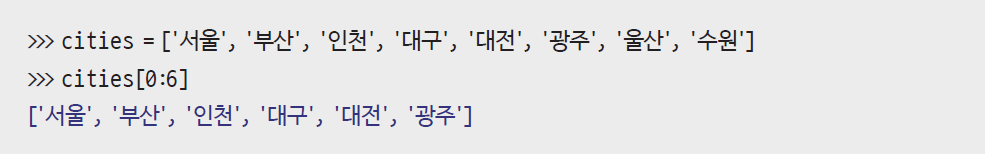 >>> cities = ['서울', '부산', '인천', '대구', '대전', '광주', '울산', '수원']
>>> cities[0:6]
['서울', '부산', '인천', '대구', '대전', '광주']